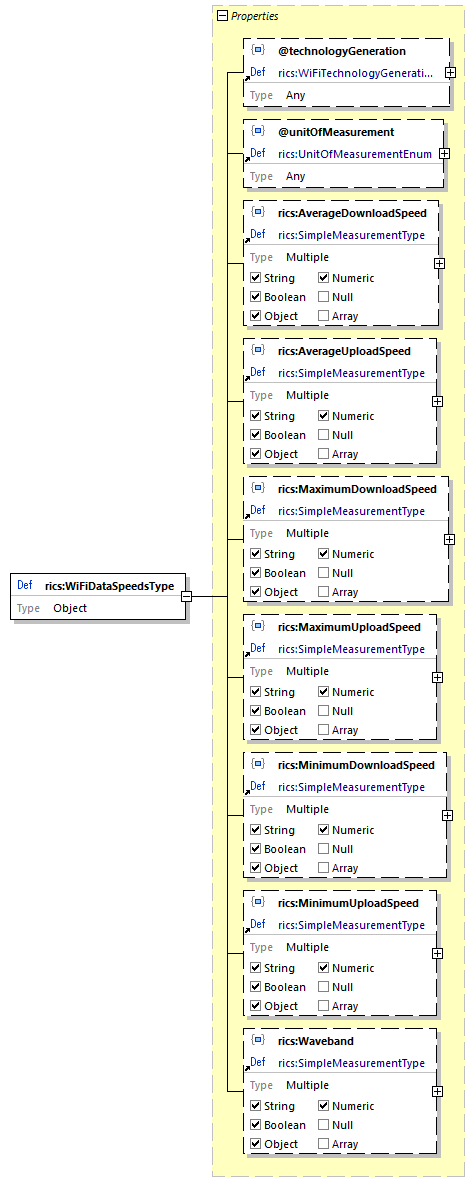 Properties
@technologyGeneration
Def rics:WiFiTechnologyGenerati...
Type Any
@unitOfMeasurement
Def rics:UnitOfMeasurementEnum
Type Any
rics:AverageDownloadSpeed
Def rics:SimpleMeasurementType
Type Multiple
String Numeric
Boolean Null
Object Array
rics:AverageUploadSpeed
Def rics:SimpleMeasurementType
Type Multiple
String Numeric
Boolean Null
Object Array
rics:MaximumDownloadSpeed
Def rics:SimpleMeasurementType
Type Multiple
String Numeric
Boolean Null
Object Array
Def rics:WiFiDataSpeedsType
Type Object
rics:MaximumUploadSpeed
Def rics:SimpleMeasurementType
Type Multiple
String Numeric
Boolean Null
Object Array
rics:MinimumDownloadSpeed
Def rics:SimpleMeasurementType
Type Multiple
String Numeric
Boolean Null
Object Array
rics:MinimumUploadSpeed
Def rics:SimpleMeasurementType
Type Multiple
String Numeric
Boolean Null
Object Array
rics:Waveband
Def rics:SimpleMeasurementType
Type Multiple
String Numeric
Boolean Null
Object Array